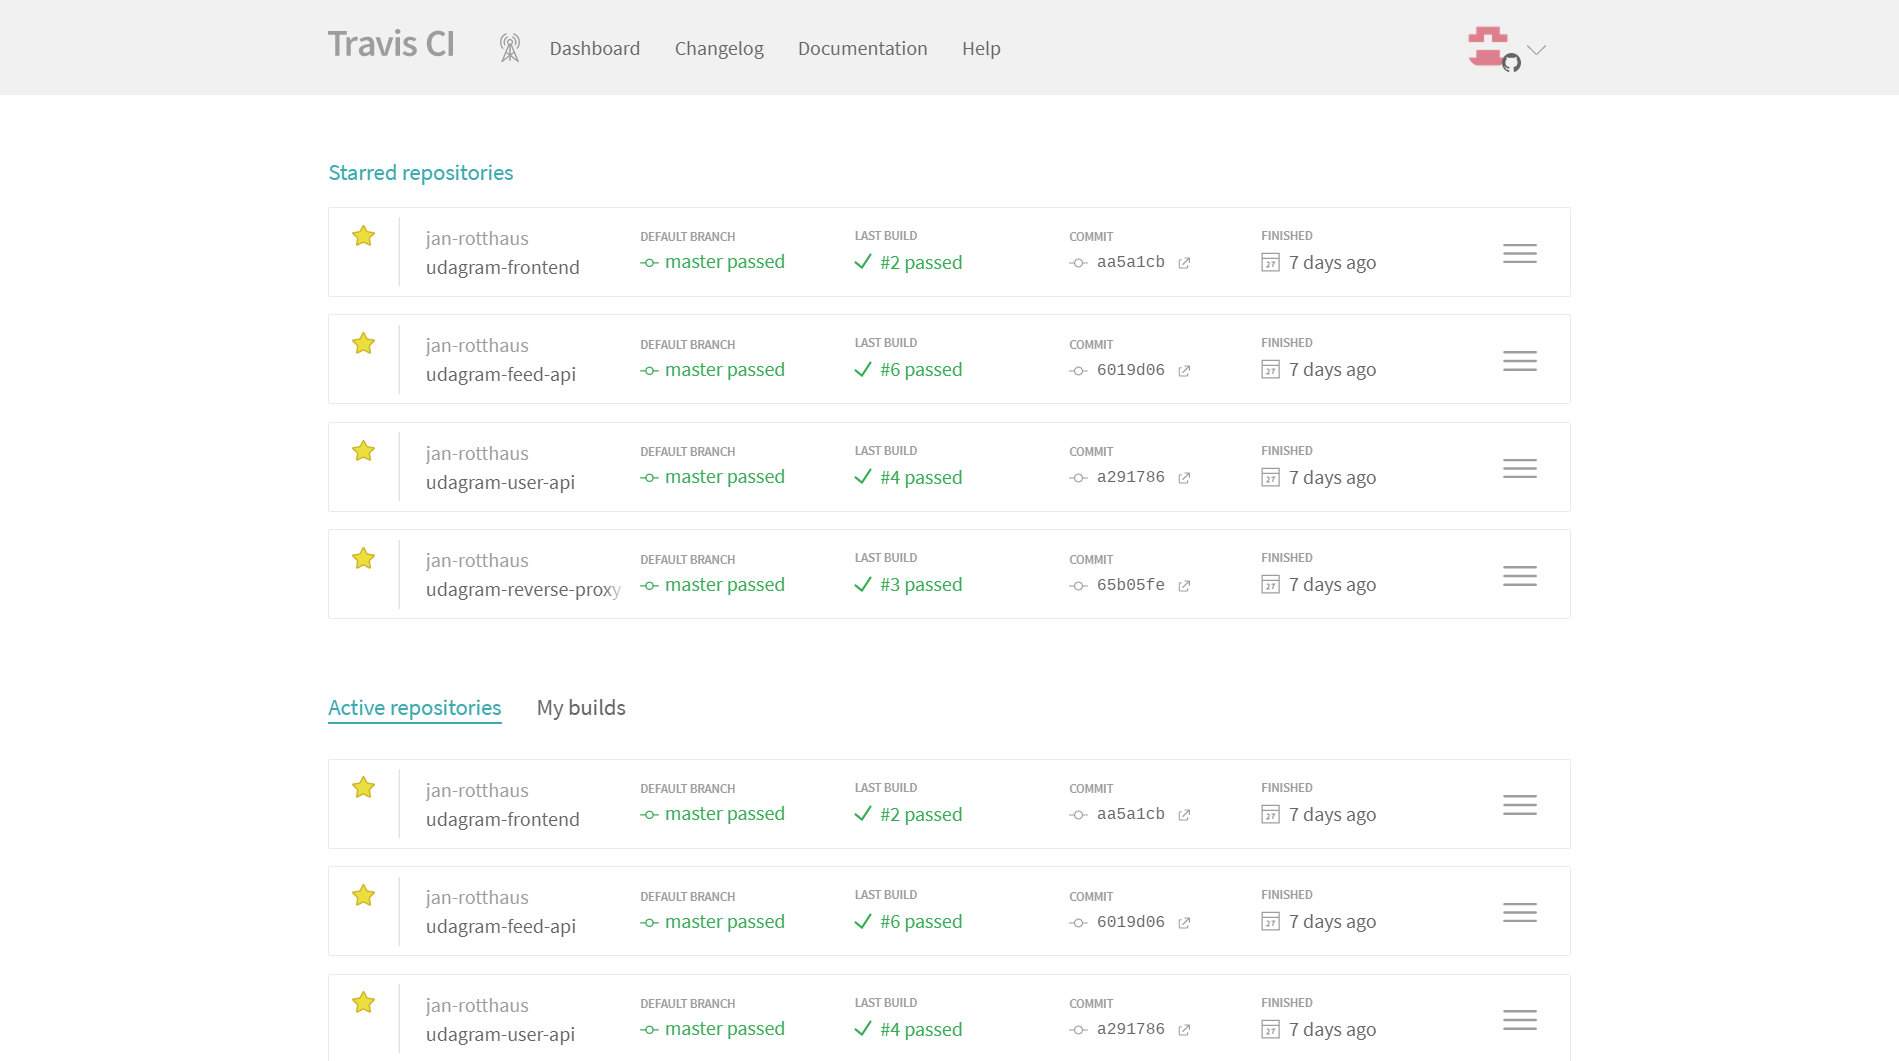 Travis CI
Dashboard Changelog Documentation Help
Starred repositories
jan-rotthaus
udagram-frontend
DEFAULT BRANCH
master passed
LAST BUILD
#2 passed
COMMIT
aa5a1cb
FINISHED
27
7 days ago
jan-rotthaus
udagram-feed-api
DEFAULT BRANCH
master passed
LAST BUILD
#6 passed
COMMIT
6019d06
FINISHED
27
7 days ago
jan-rotthaus
udagram-user-api
DEFAULT BRANCH
master passed
LAST BUILD
#4 passed
COMMIT
a291786
FINISHED
27
7 days ago
jan-rotthaus
udagram-reverse-proxy
DEFAULT BRANCH
master passed
LAST BUILD
#3 passed
COMMIT
65b05fe
FINISHED
27
7 days ago
Active repositories My builds
jan-rotthaus
udagram-frontend
DEFAULT BRANCH
master passed
LAST BUILD
#2 passed
COMMIT
aa5a1cb
FINISHED
27
7 days ago
jan-rotthaus
udagram-feed-api
DEFAULT BRANCH
master passed
LAST BUILD
#6 passed
COMMIT
6019d06
FINISHED
27
7 days ago
jan-rotthaus
udagram-user-api
DEFAULT BRANCH
master passed
LAST BUILD
#4 passed
COMMIT
a291786
FINISHED
27
7 days ago